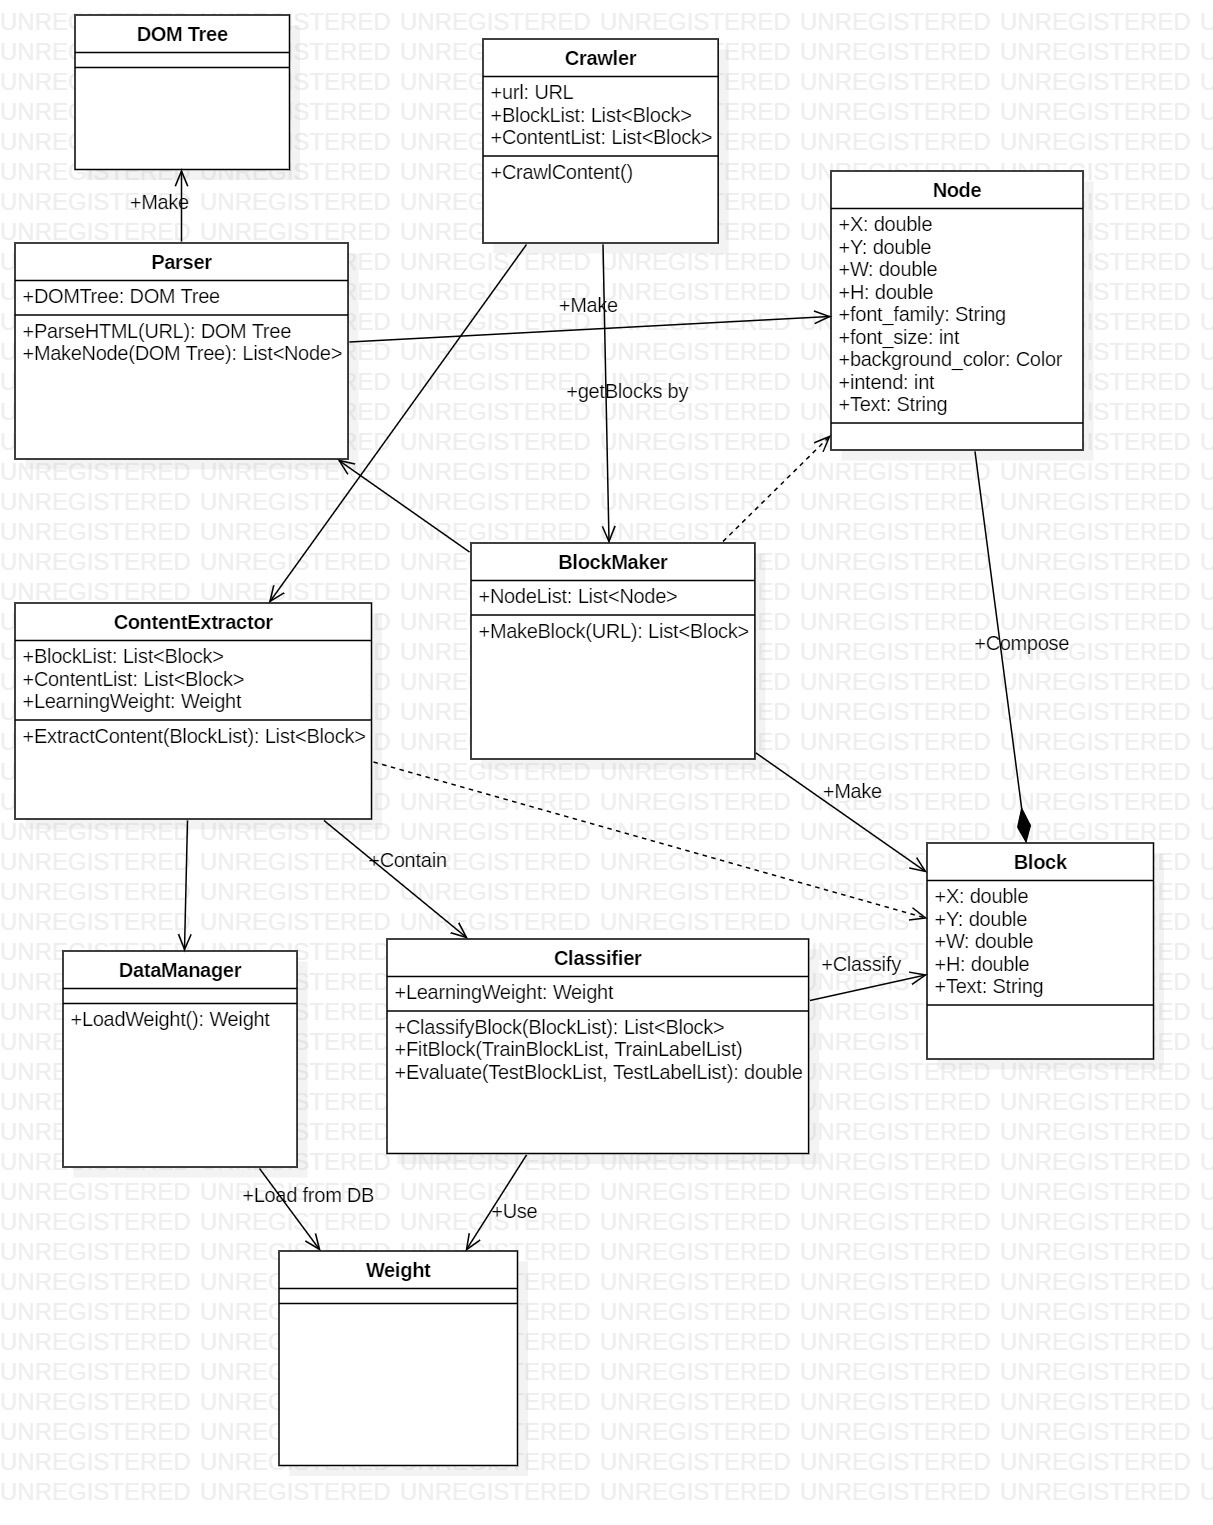 DOM Tree
Crawler
+url: URL
+BlockList: List<Block>
+ContentList: List<Block>
+CrawlContent()
+Make
Node
+X: double
+Y: double
+W: double
+H: double
+font_family: String
+font_size: int
+background_color: Color
+intend: int
+Text: String
Parser
+DOMTree: DOM Tree
+ParseHTML(URL): DOM Tree
+MakeNode(DOM Tree): List<Node>
+Make
+getBlocks by
BlockMaker
+NodeList: List<Node>
+MakeBlock(URL): List<Block>
ContentExtractor
+BlockList: List<Block>
+ContentList: List<Block>
+LearningWeight: Weight
+ExtractContent(BlockList): List<Block>
+Compose
+Make
+Contain
Block
+X: double
+Y: double
+W: double
+H: double
+Text: String
DataManager
+LoadWeight(): Weight
Classifier
+LearningWeight: Weight
+ClassifyBlock(BlockList): List<Block>
+FitBlock(TrainBlockList, TrainLabelList)
+Evaluate(TestBlockList, TestLabelList): double
+Classify
+Load from DB
+Use
Weight
UNREGISTERED